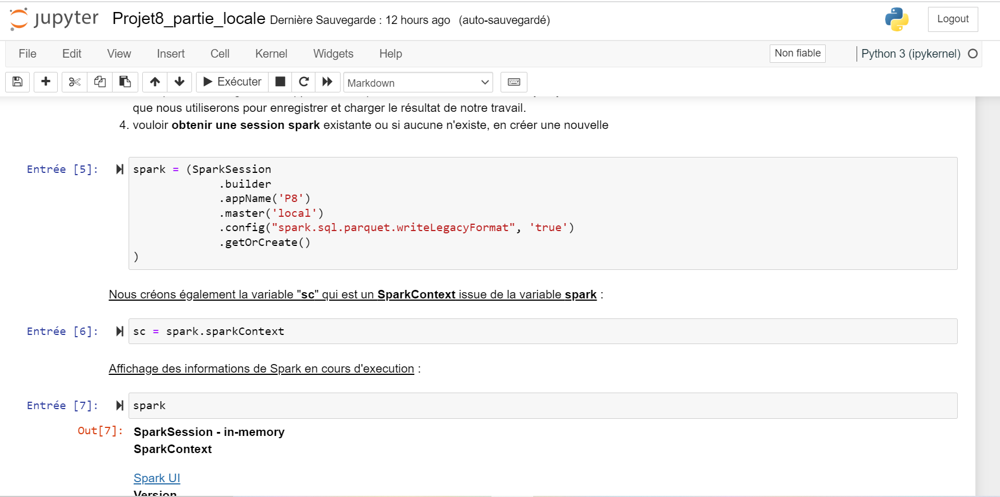 jupyter Projet8_partie_locale Dernière Sauvegarde : 12 hours ago (auto-sauvegardé) Logout
File Edit View Insert Cell Kernel Widgets Help Non fiable Python 3 (ipykernel)
Exécuter Markdown
que nous utiliserons pour enregistrer et charger le résultat de notre travail.
4. vouloir obtenir une session spark existante ou si aucune n'existe, en créer une nouvelle
Entrée [5]: spark = (SparkSession
.builder
.appName('P8')
.master('local')
.config("spark.sql.parquet.writeLegacyFormat", 'true')
.getOrCreate()
)
Nous créons également la variable "sc" qui est un SparkContext issue de la variable spark :
Entrée [6]: sc = spark.sparkContext
Affichage des informations de Spark en cours d'execution :
Entrée [7]: spark
Out[7]: SparkSession - in-memory
SparkContext
Spark UI
Version